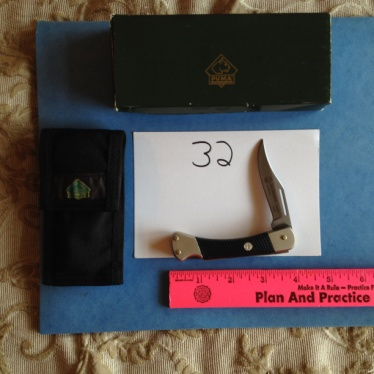 PUMA
32
1 2 3 4 5 6
Make It A Rule - Practice
Plan And Practice